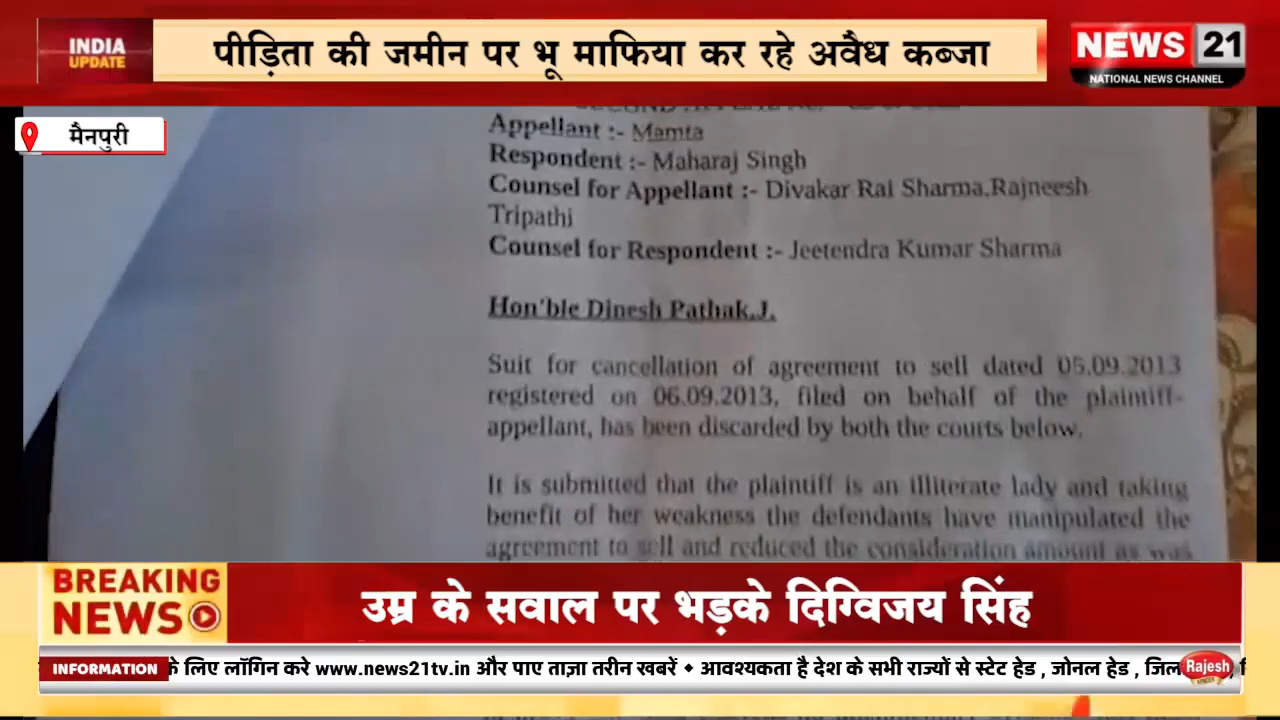 INDIA
UPDATE
पीड़िता की जमीन पर भू माफिया कर रहे अवैध कब्जा
NEWS 21
NATIONAL NEWS CHANNEL
मैनपुरी
Appellant :- Mamta
Respondent :- Maharaj Singh
Counsel for Appellant :- Divakar Rai Sharma,Rajneesh
Tripathi
Counsel for Respondent :- Jeetendra Kumar Sharma
Hon'ble Dinesh Pathak,J.
Suit for cancellation of agreement to sell dated 05.09.2013
registered on 06.09.2013, filed on behalf of the plaintiff-
appellant, has been discarded by both the courts below.
It is submitted that the plaintiff is an illiterate lady and taking
benefit of her weakness the defendants have manipulated the
agreement to sell and reduced the consideration amount as was
BREAKING
NEWS
उम्र के सवाल पर भड़के दिग्विजय सिंह
INFORMATION
के लिए लॉगिन करे www.news21tv.in और पाए ताज़ा तरीन खबरें ♦ आवश्यकता है देश के सभी राज्यों से स्टेट हेड , जोनल हेड ,
Rajesh